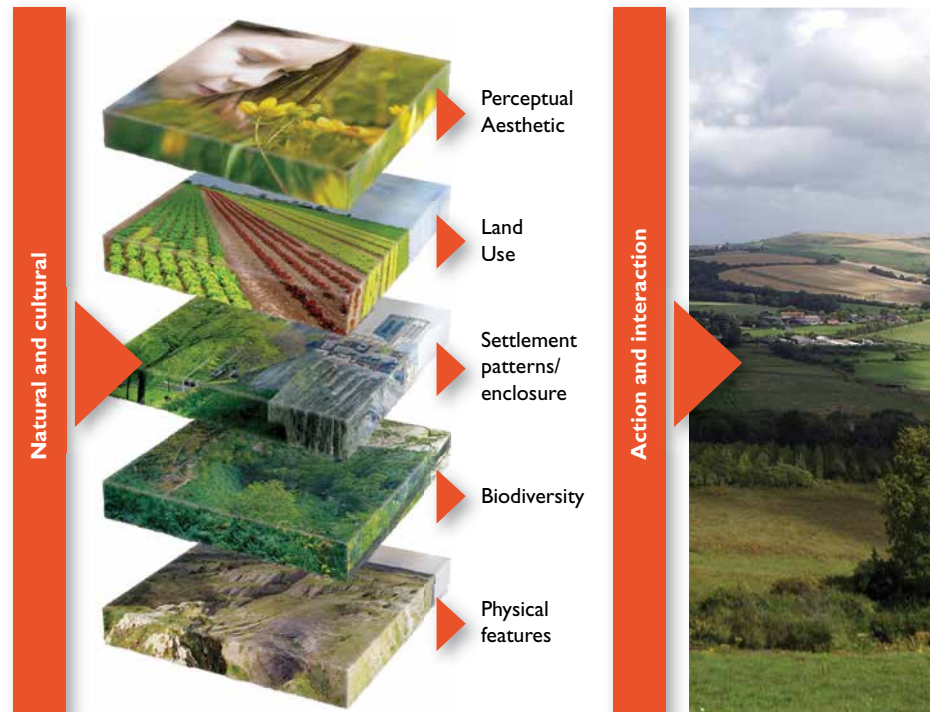 Natural and cultural
Perceptual
Aesthetic
Land
Use
Settlement
patterns/
enclosure
Biodiversity
Physical
features
Action and interaction